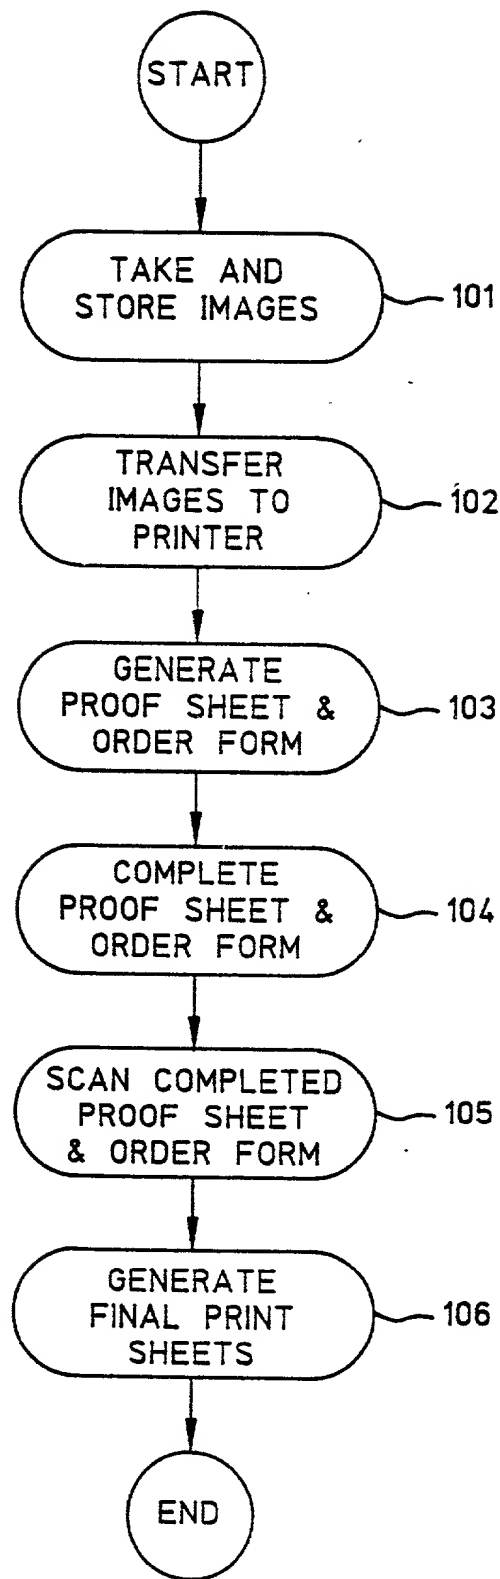 START
TAKE AND
STORE IMAGES
101
TRANSFER
IMAGES TO
PRINTER
102
GENERATE
PROOF SHEET &
ORDER FORM
103
COMPLETE
PROOF SHEET &
ORDER FORM
104
SCAN COMPLETED
PROOF SHEET
& ORDER FORM
105
GENERATE
FINAL PRINT
SHEETS
106
END